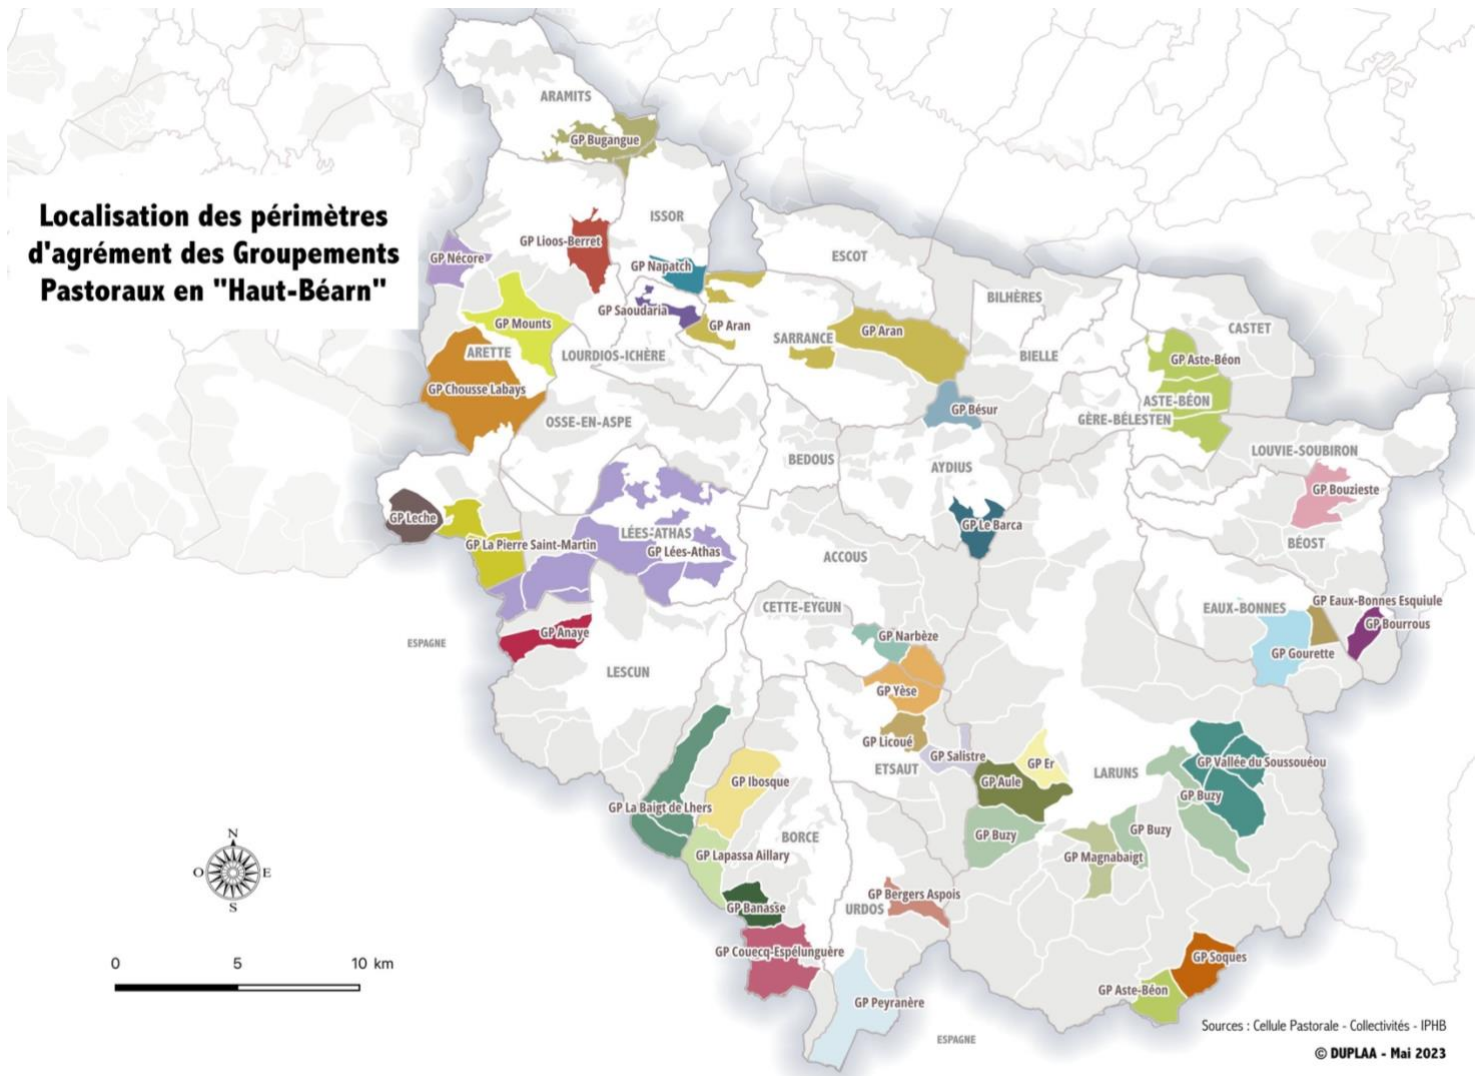 Localisation des périmètres
d'agrément des Groupements
Pastoraux en "Haut-Béarn"
ARAMITS
GP Bugangue
ISSOR
GP Lioos-Berret
GP Nécore
GP Napatch
ESCOT
BILHÈRES
GP Saoudaria
GP Mounts
GP Aran
SARRANCE
GP Aran
CASTET
ARETTE
LOURDIOS-ICHÈRE
BIELLE
GP Aste-Béon
GP Chousse Labays
ASTE-BÉON
GP Bésur
GÈRE-BÉLESTEN
OSSE-EN-ASPE
BEDOUS
AYDIUS
LOUVIE-SOUBIRON
GP Bouzieste
GP Leche
GP Le Barca
LÉES-ATHAS
GP La Pierre Saint-Martin
GP Lées-Athas
BÉOST
ACCOUS
CETTE-EYGUN
EAUX-BONNES
GP Eaux-Bonnes Esquiule
GP Bourrous
GP Anaye
GP Narbèze
ESPAGNE
GP Gourette
LESCUN
GP Yèse
GP Licoué
GP Salistre
ETSAUT
GP Er
GP Vallée du Soussouéou
LARUNS
GP Ibosque
GP Aule
GP Buzy
GP La Baigt de Lhers
BORCE
GP Buzy
GP Buzy
GP Lapassa Aillary
GP Magnabaigt
GP Bergers Aspois
GP Banasse
URDOS
GP Couecq-Espélunguère
GP Soques
GP Aste-Béon
GP Peyranère
ESPAGNE
N
O
E
S
0 5 10 km
Sources : Cellule Pastorale - Collectivités - IPHB
© DUPLAA - Mai 2023